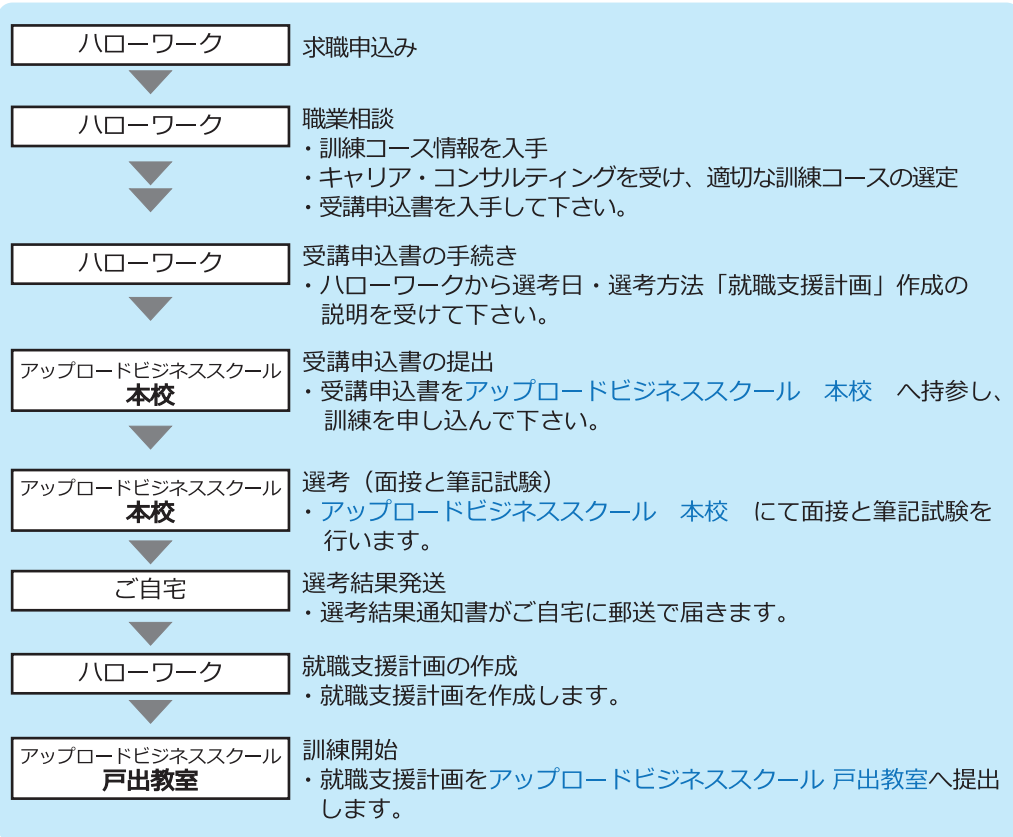 ハローワーク
求職申込み
ハローワーク
職業相談
・訓練コース情報を入手
・キャリア・コンサルティングを受け、適切な訓練コースの選定
・受講申込書を入手して下さい。
ハローワーク
受講申込書の手続き
・ハローワークから選考日・選考方法「就職支援計画」作成の
説明を受けて下さい。
アップロードビジネススクール
本校
受講申込書の提出
・受講申込書をアップロードビジネススクール　本校　へ持参し、
訓練を申し込んで下さい。
アップロードビジネススクール
本校
選考（面接と筆記試験）
・アップロードビジネススクール　本校　にて面接と筆記試験を
行います。
ご自宅
選考結果発送
・選考結果通知書がご自宅に郵送で届きます。
ハローワーク
就職支援計画の作成
・就職支援計画を作成します。
アップロードビジネススクール
戸出教室
訓練開始
・就職支援計画をアップロードビジネススクール 戸出教室へ提出
します。